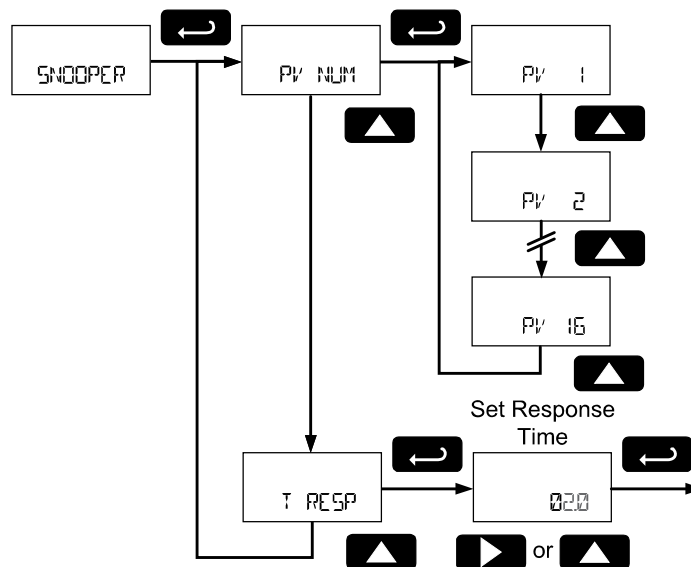 SNOOPER
PV NUM
PV 1
PV 2
PV 16
Set Response
Time
T RESP
02.0
or